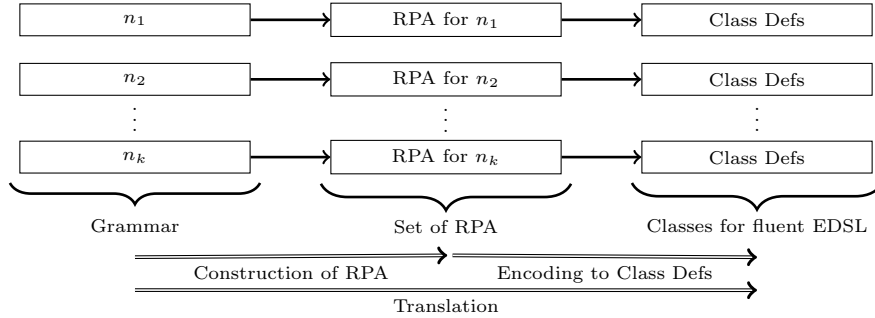 n₁ RPA for n₁ Class Defs
n₂ RPA for n₂ Class Defs
⋮ ⋮ ⋮
nₖ RPA for nₖ Class Defs
Grammar Set of RPA Classes for fluent EDSL
Construction of RPA Encoding to Class Defs
Translation